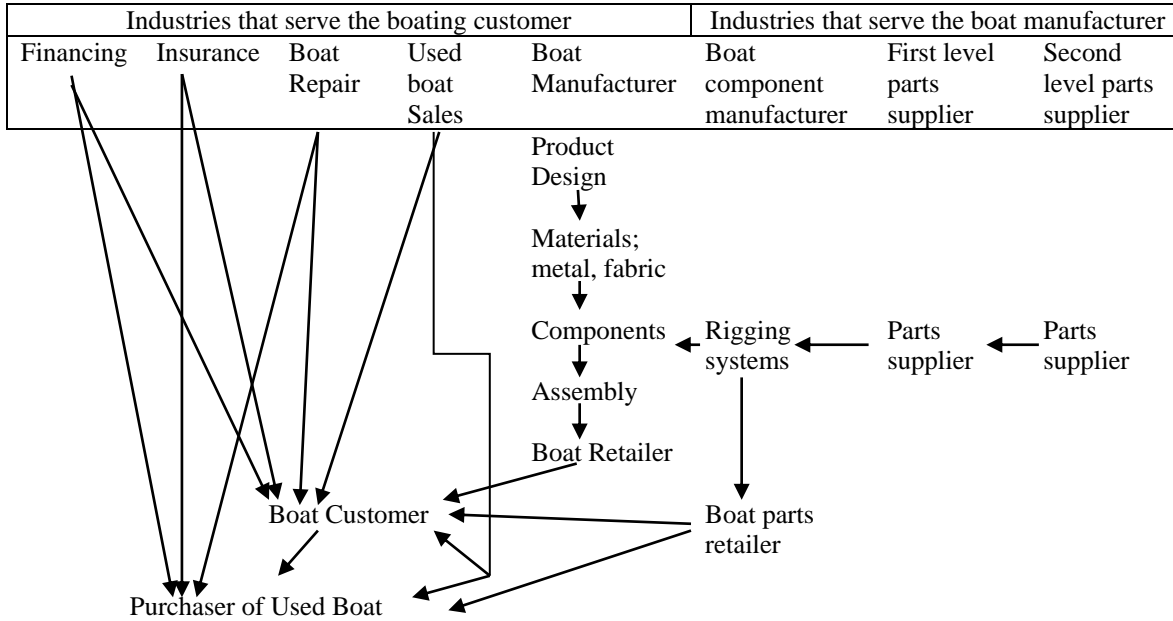 Industries that serve the boating customer
Industries that serve the boat manufacturer
Financing
Insurance
Boat
Repair
Used
boat
Sales
Boat
Manufacturer
Boat
component
manufacturer
First level
parts
supplier
Second
level parts
supplier
Product
Design
Materials;
metal, fabric
Components
Rigging
systems
Parts
supplier
Parts
supplier
Assembly
Boat Retailer
Boat Customer
Boat parts
retailer
Purchaser of Used Boat